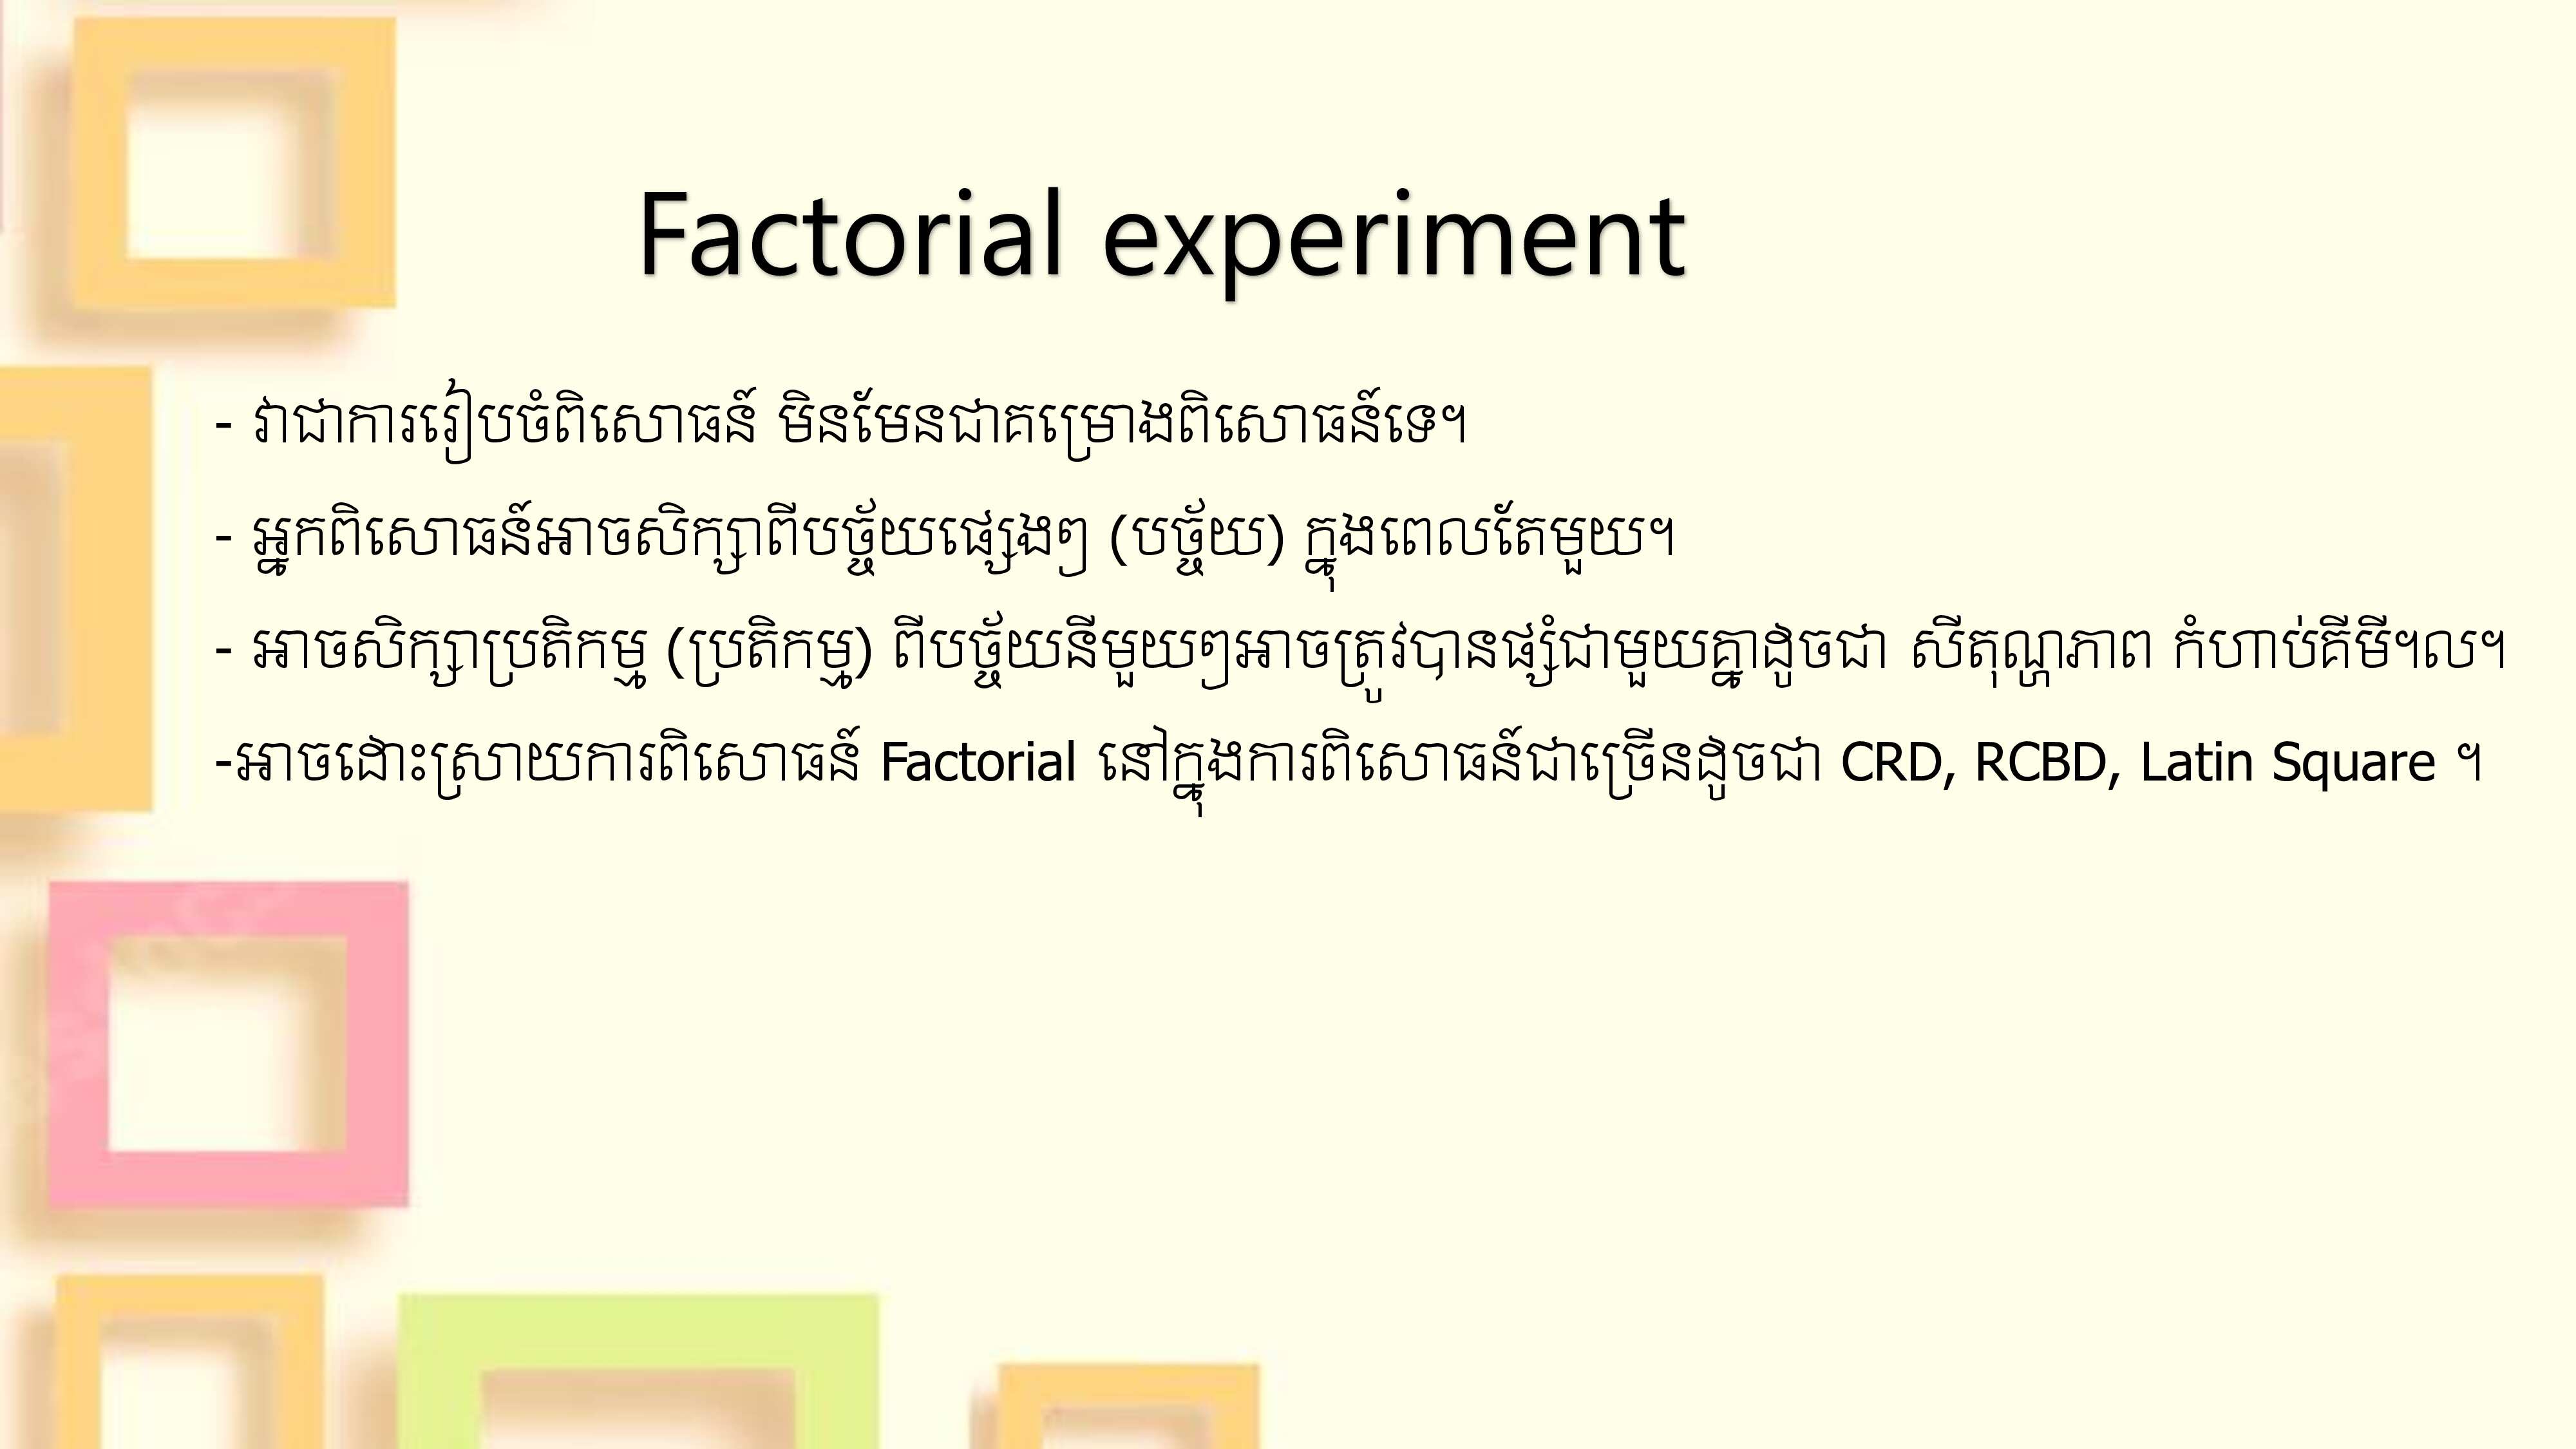 Factorial experiment
- វាជាការរៀបចំពិសោធន៍ មិនមែនជាគម្រោងពិសោធន៍ទេ។
- អ្នកពិសោធន៍អាចសិក្សាពីបច្ច័យផ្សេងៗ (បច្ច័យ) ក្នុងពេលតែមួយ។
- អាចសិក្សាប្រតិកម្ម (ប្រតិកម្ម) ពីបច្ច័យនីមួយៗអាចត្រូវបានផ្សំជាមួយគ្នាដូចជា សីតុណ្ហភាព កំហាប់គីមី។ល។
-អាចដោះស្រាយការពិសោធន៍ Factorial នៅក្នុងការពិសោធន៍ជាច្រើនដូចជា CRD, RCBD, Latin Square ។